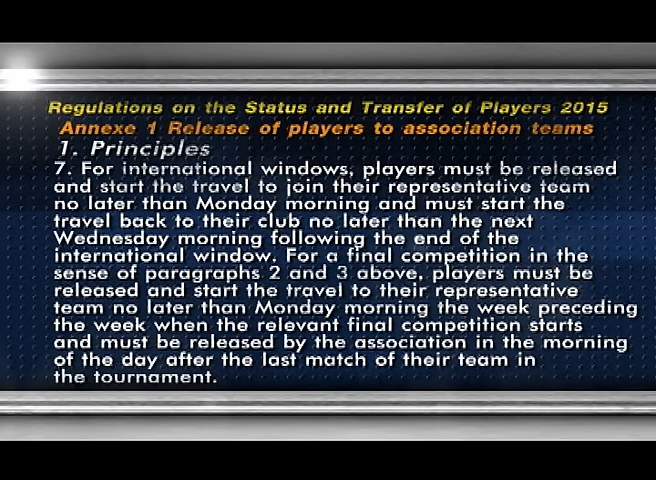 Regulations on the Status and Transfer of Players 2015
Annexe 1 Release of players to association teams
1. Principles
7. For international windows, players must be released
and start the travel to join their representative team
no later than Monday morning and must start the
travel back to their club no later than the next
Wednesday morning following the end of the
international window. For a final competition in the
sense of paragraphs 2 and 3 above, players must be
released and start the travel to their representative
team no later than Monday morning the week preceding
the week when the relevant final competition starts
and must be released by the association in the morning
of the day after the last match of their team in
the tournament.